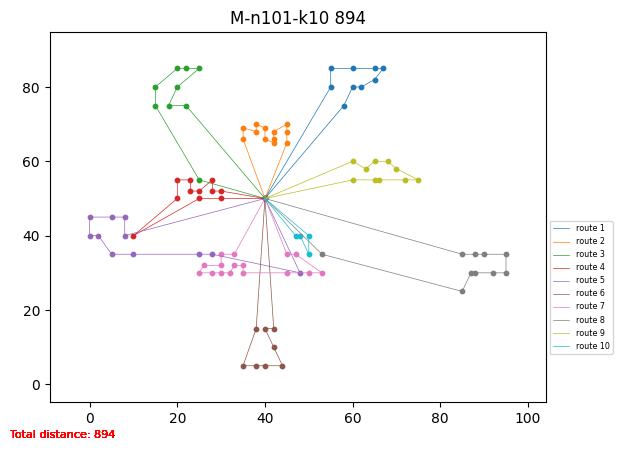 M-n101-k10 894
80
60
40
20
0
0
20
40
60
80
100
route 1
route 2
route 3
route 4
route 5
route 6
route 7
route 8
route 9
route 10
Total distance: 894